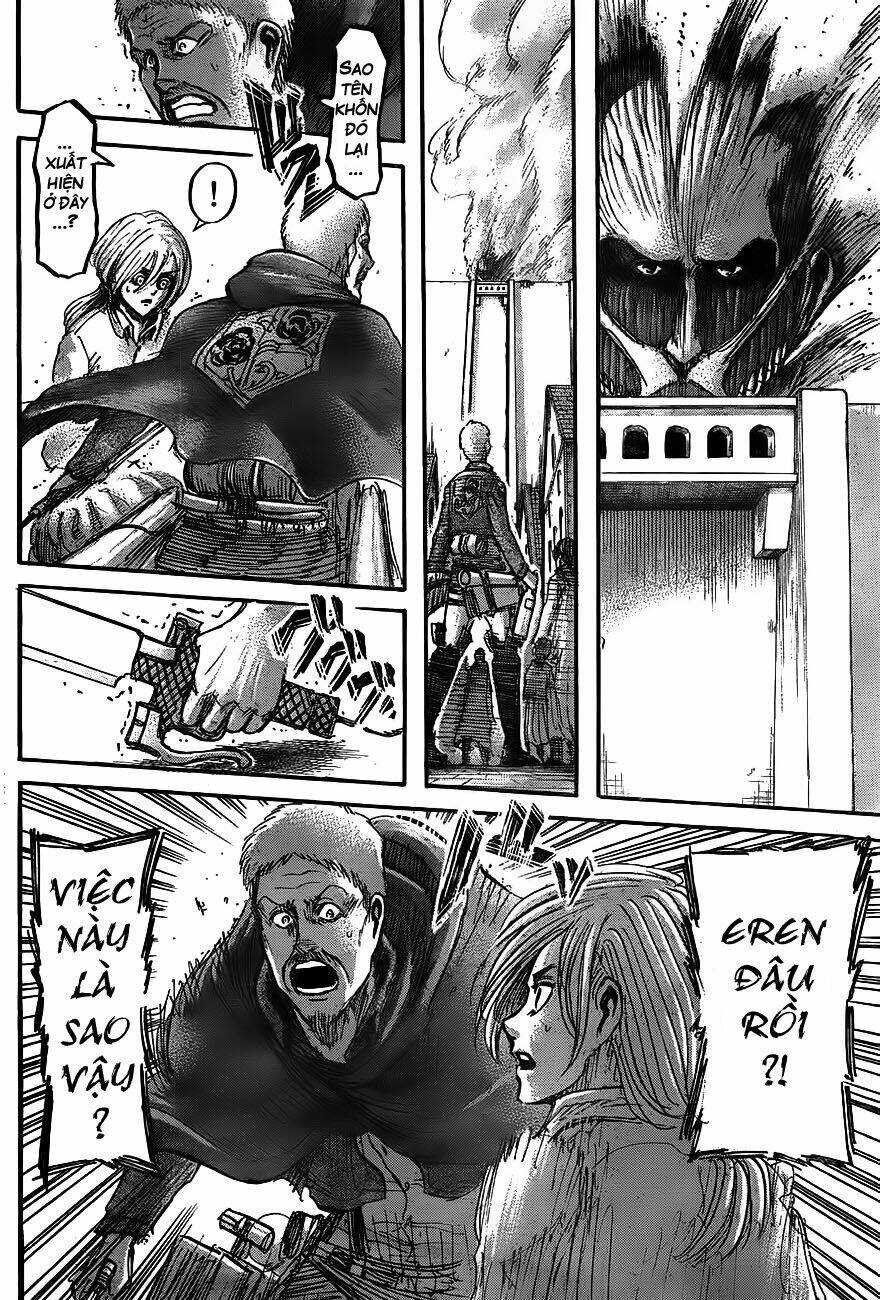 SAO
TÊN
KHỐN
ĐÓ LẠI
...
...
XUẤT
HIỆN
Ở ĐÂY
...?
!
EREN
ĐÂU
RỒI
?!
VIỆC
NÀY
LÀ
SAO
VẬY
?